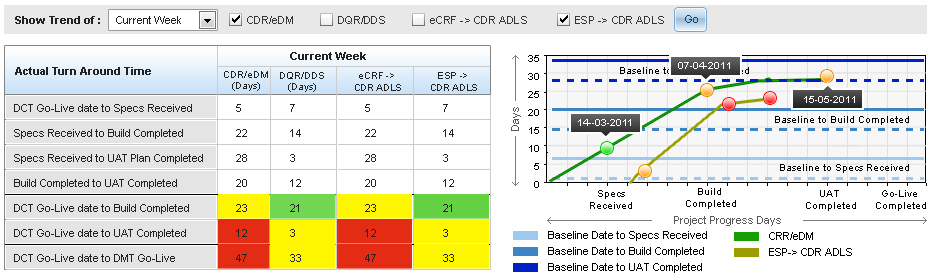 Show Trend of : Current Week CDR/eDM DQR/DDS eCRF -> CDR ADLS ESP -> CDR ADLS Go
Actual Turn Around Time Current Week
CDR/eDM (Days) DQR/DDS (Days) eCRF -> CDR ADLS ESP -> CDR ADLS
DCT Go-Live date to Specs Received 5 7 5 7
Specs Received to Build Completed 22 14 22 14
Specs Received to UAT Plan Completed 28 3 28 3
Build Completed to UAT Completed 20 12 20 12
DCT Go-Live date to Build Completed 23 21 23 21
DCT Go-Live date to UAT Completed 12 3 12 3
DCT Go-Live date to DMT Go-Live 47 33 47 33
Days
35
30
25
20
15
10
5
0
07-04-2011
Baseline to Build Completed
15-05-2011
Baseline to Build Completed
14-03-2011
Baseline to Specs Received
Specs Received
Build Completed
UAT Completed
Go-Live Completed
Project Progress Days
Baseline Date to Specs Received
Baseline Date to Build Completed
Baseline Date to UAT Completed
CRR/eDM
ESP-> CDR ADLS